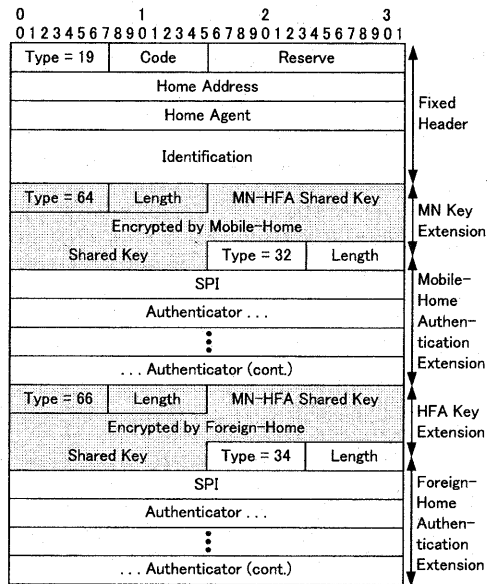 0 1 2 3
0 1 2 3 4 5 6 7 8 9 0 1 2 3 4 5 6 7 8 9 0 1 2 3 4 5 6 7 8 9 0 1
Type = 19 Code Reserve
Home Address
Home Agent
Identification
Fixed
Header
Type = 64 Length MN-HFA Shared Key
Encrypted by Mobile-Home
Shared Key Type = 32 Length
MN Key
Extension
SPI
Authenticator . . .
. . . Authenticator (cont.)
Mobile-
Home
Authen-
tication
Extension
Type = 66 Length MN-HFA Shared Key
Encrypted by Foreign-Home
Shared Key Type = 34 Length
HFA Key
Extension
SPI
Authenticator . . .
. . . Authenticator (cont.)
Foreign-
Home
Authen-
tication
Extension